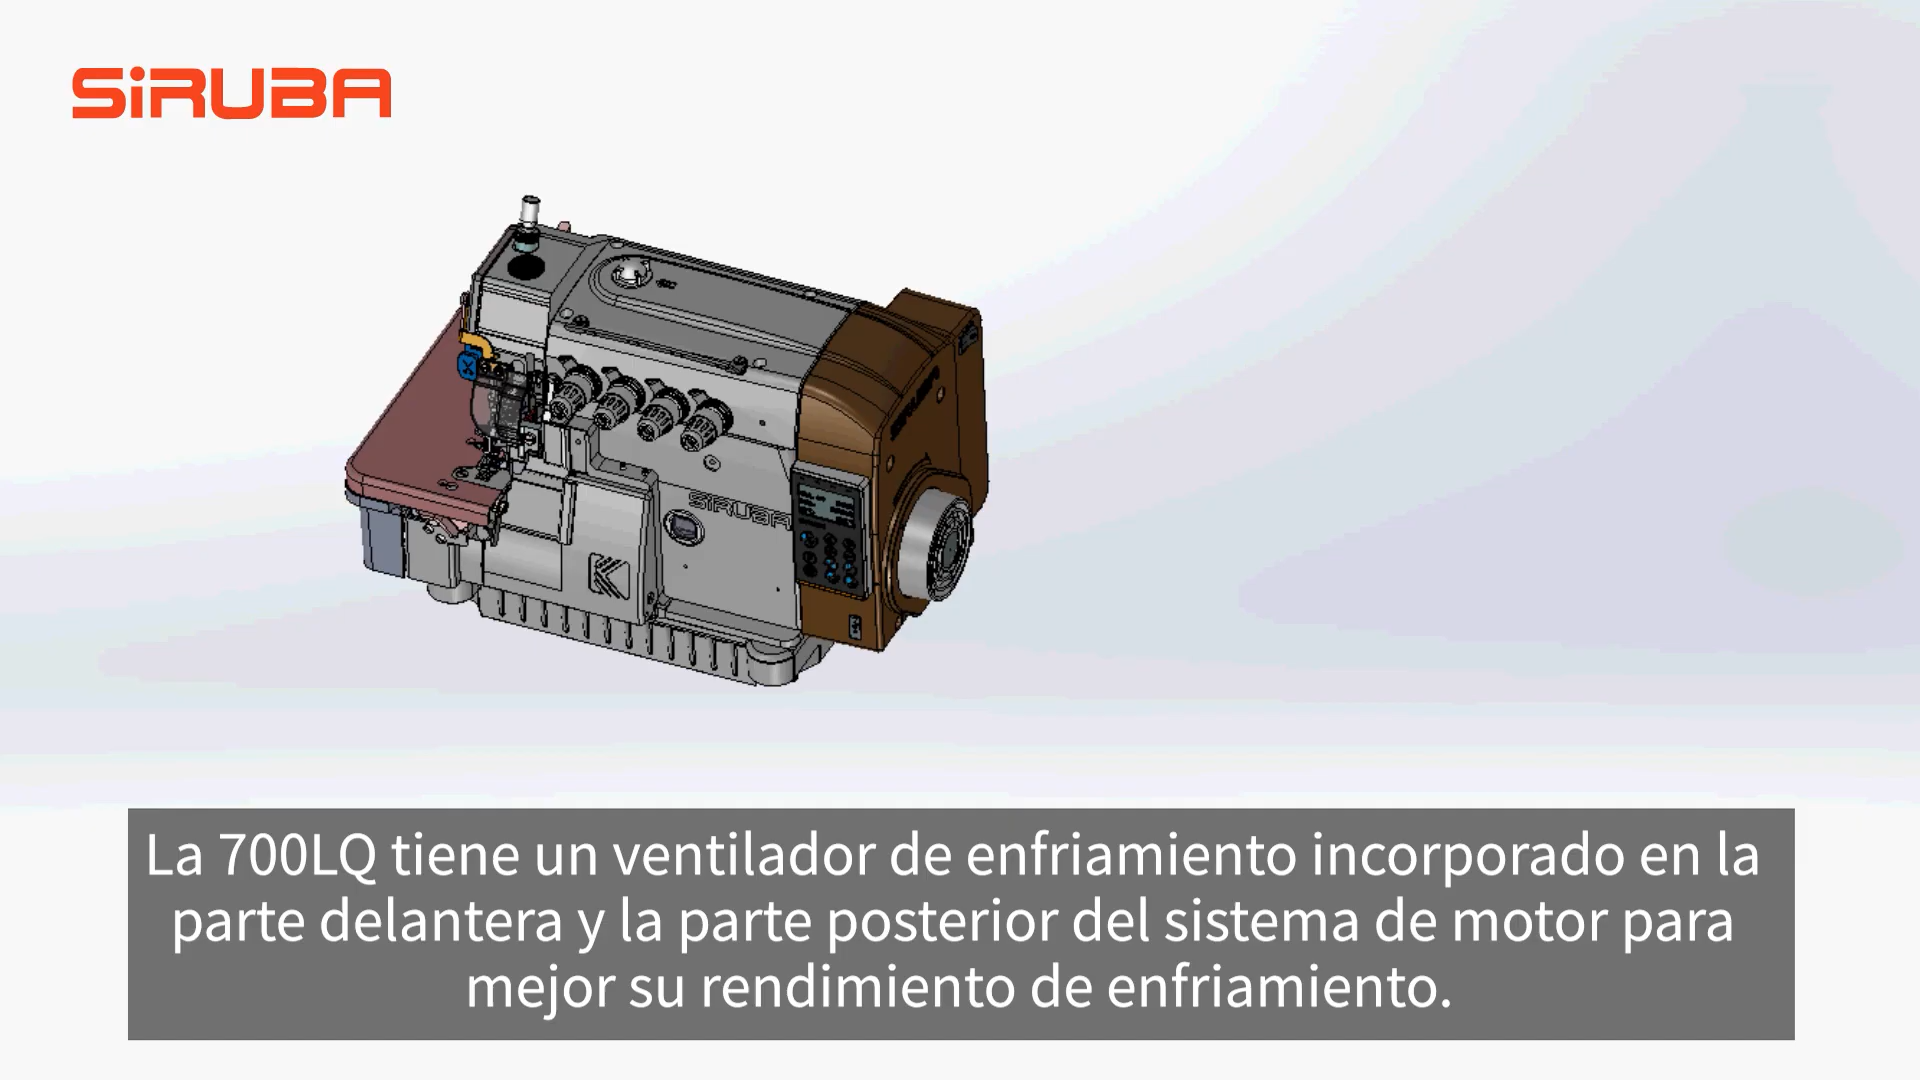 SiRUBA
SIRUBA
SiRUBA
K
La 700LQ tiene un ventilador de enfriamiento incorporado en la
parte delantera y la parte posterior del sistema de motor para
mejor su rendimiento de enfriamiento.